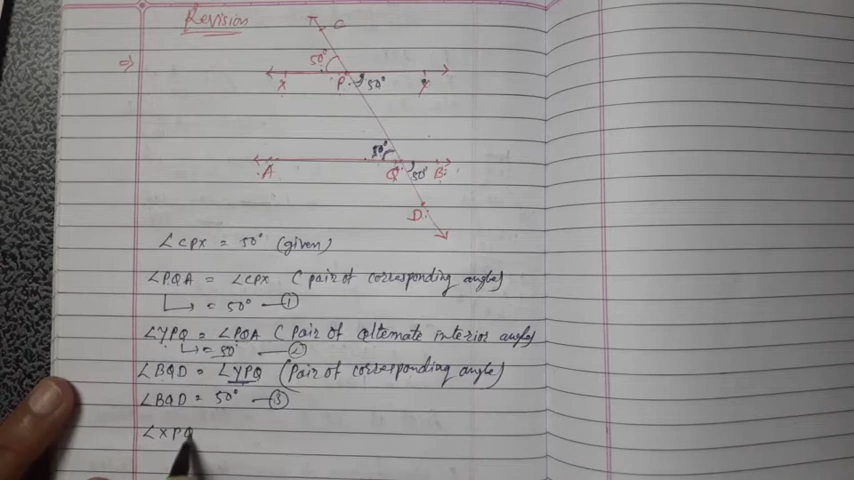 Revision
⇒
C
50°
X
P
50°
Y
50°
A
Q
50°
B
D
∠CPX = 50° (given)
∠PQA = ∠CPX (pair of corresponding angles)
↳ = 50° — ①
∠YPQ = ∠PQA (Pair of alternate interior angles)
↳ = 50° — ②
∠BQD = ∠YPQ (Pair of corresponding angles)
∠BQD = 50° — ③
∠XPQ